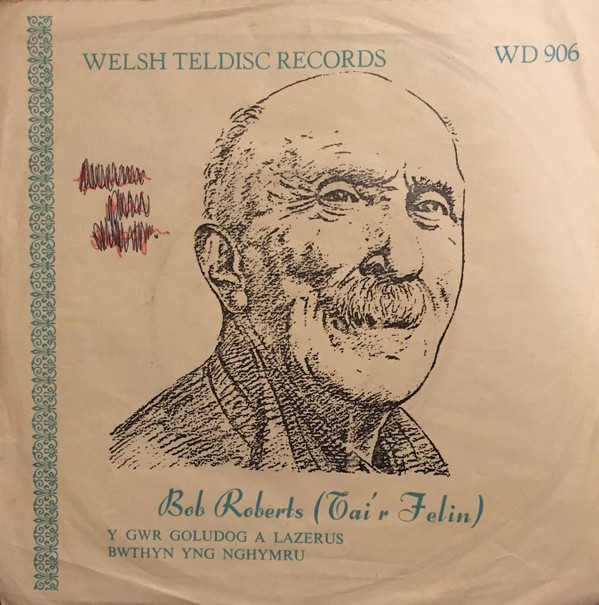 WELSH TELDISC RECORDS WD 906
Bob Roberts (Tai'r Felin)
Y GWR GOLUDOG A LAZERUS
BWTHYN YNG NGHYMRU